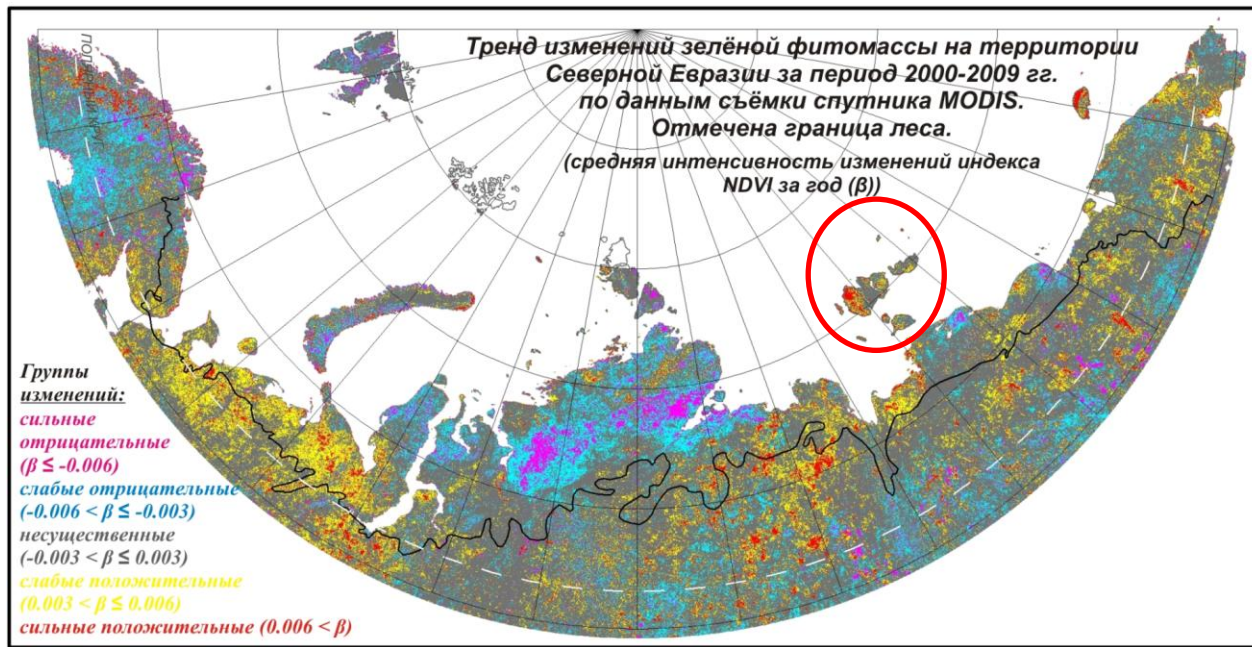 Тренд изменений зелёной фитомассы на территории
Северной Евразии за период 2000-2009 гг.
по данным съёмки спутника MODIS.
Отмечена граница леса.
(средняя интенсивность изменений индекса
NDVI за год (β))
Группы
изменений:
сильные
отрицательные
(β ≤ -0.006)
слабые отрицательные
(-0.006 < β ≤ -0.003)
несущественные
(-0.003 < β ≤ 0.003)
слабые положительные
(0.003 < β ≤ 0.006)
сильные положительные (0.006 < β)